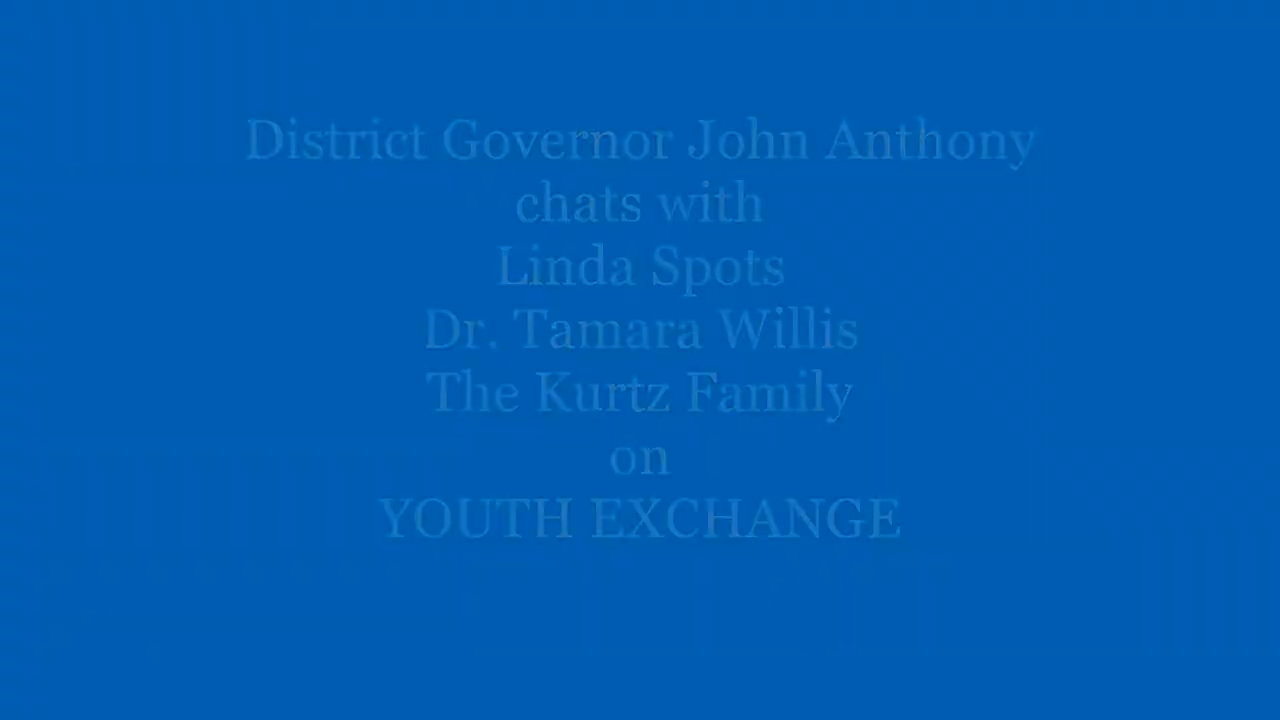 District Governor John Anthony
chats with
Linda Spots
Dr. Tamara Willis
The Kurtz Family
on
YOUTH EXCHANGE